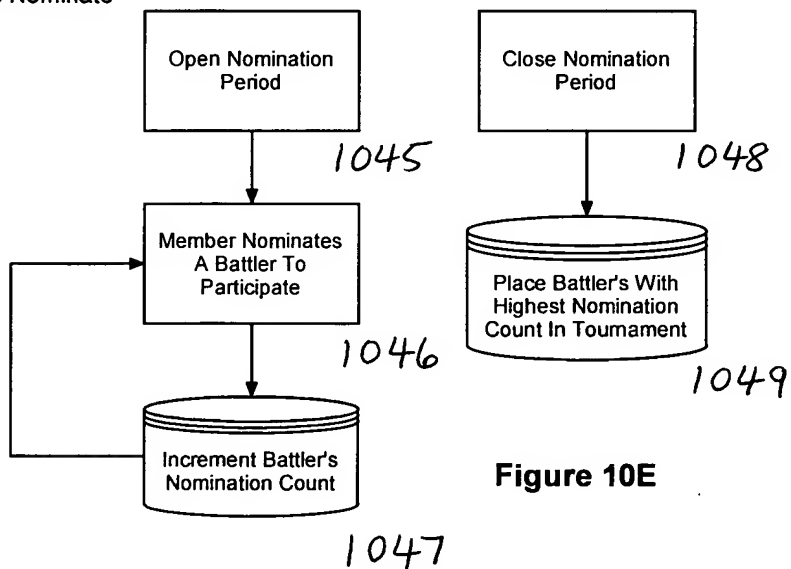 Nominate
Open Nomination
Period
1045
Member Nominates
A Battler To
Participate
1046
Increment Battler's
Nomination Count
1047
Close Nomination
Period
1048
Place Battler's With
Highest Nomination
Count In Tournament
1049
Figure 10E